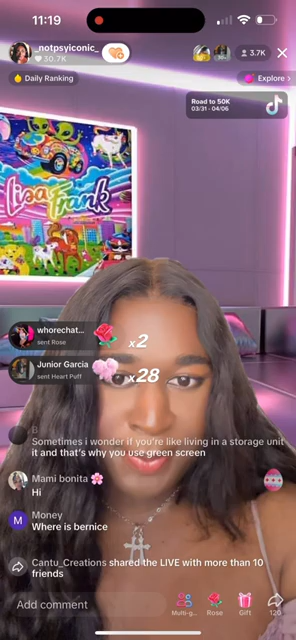 11:19
_notpsyiconic_
30.7K
3.7K
Daily Ranking
Explore >
Road to 50K
03/31 - 04/06
Lisa Frank
whorechat...
sent Rose
x2
Junior Garcia
sent Heart Puff
x28
B
Sometimes i wonder if you're like living in a storage unit
it and that's why you use green screen
Mami bonita 🌸
Hi
M
Money
Where is bernice
Cantu_Creations shared the LIVE with more than 10
friends
Add comment
Multi-g...
Rose
Gift
126